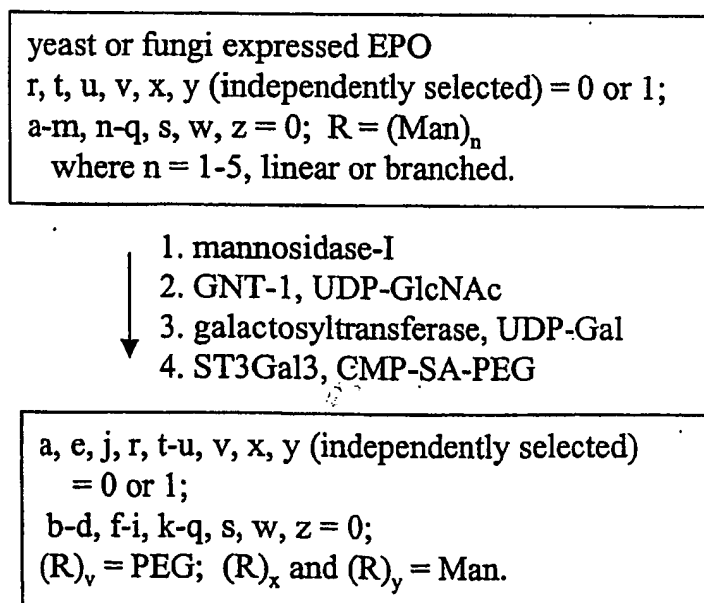 yeast or fungi expressed EPO
r, t, u, v, x, y (independently selected) = 0 or 1;
a-m, n-q, s, w, z = 0; R = (Man)n
where n = 1-5, linear or branched.
1. mannosidase-I
2. GNT-1, UDP-GlcNAc
3. galactosyltransferase, UDP-Gal
4. ST3Gal3, CMP-SA-PEG
a, e, j, r, t-u, v, x, y (independently selected)
= 0 or 1;
b-d, f-i, k-q, s, w, z = 0;
(R)v = PEG; (R)x and (R)y = Man.